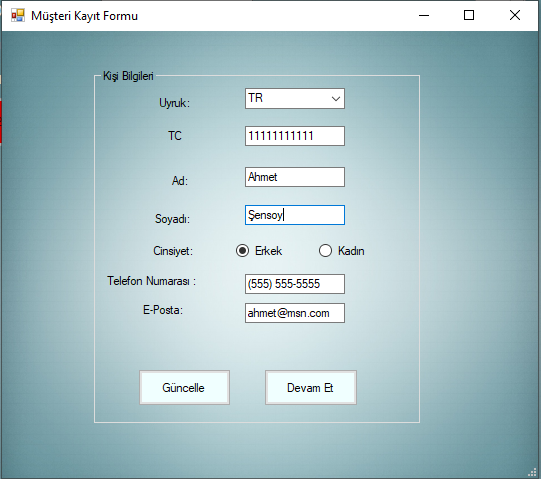 Müşteri Kayıt Formu
Kişi Bilgileri
Uyruk: TR
TC 11111111111
Ad: Ahmet
Soyadı: Şensoy
Cinsiyet: Erkek Kadın
Telefon Numarası : (555) 555-5555
E-Posta: ahmet@msn.com
Güncelle Devam Et